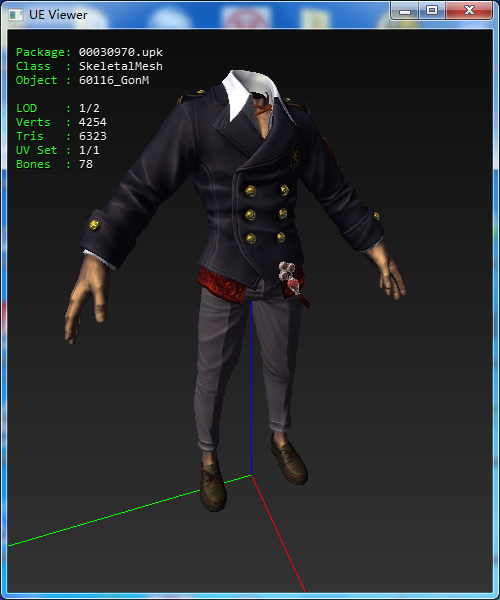 UE Viewer
Package: 00030970.upk
Class : SkeletalMesh
Object : 60116_GonM
LOD : 1/2
Verts : 4254
Tris : 6323
UV Set : 1/1
Bones : 78